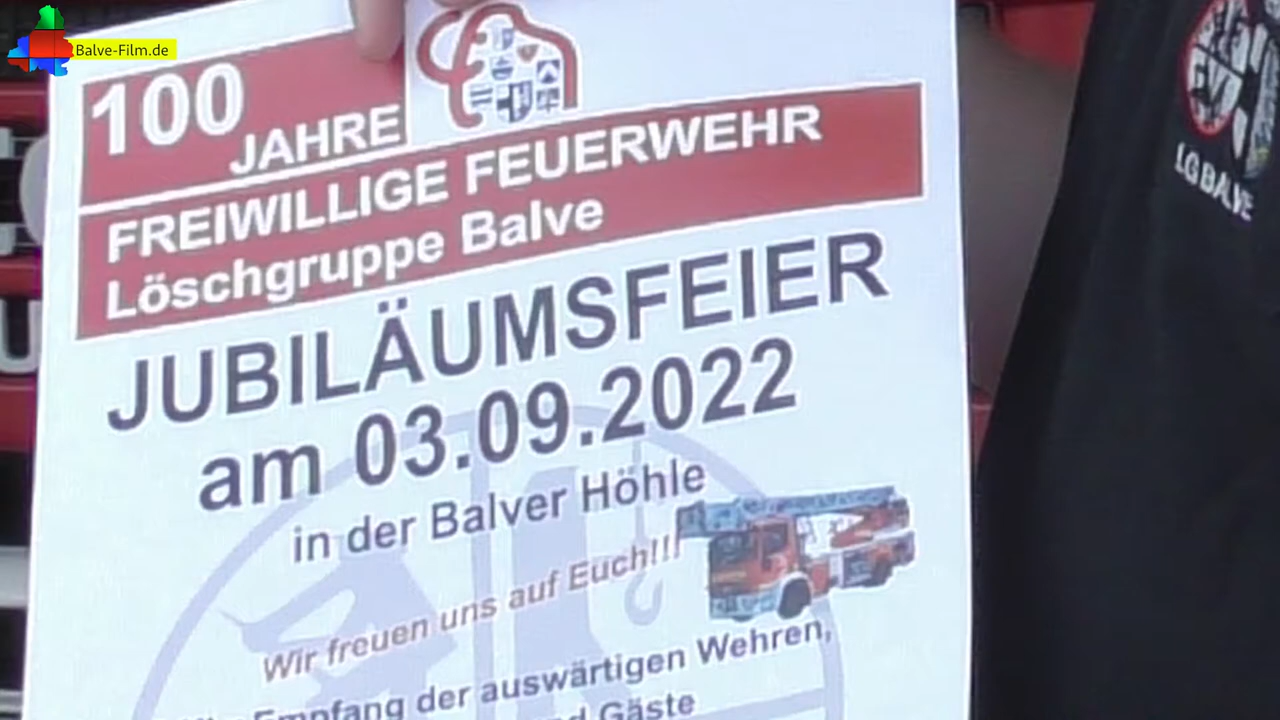 Balve-Film.de
100
JAHRE
FREIWILLIGE FEUERWEHR
Löschgruppe Balve
JUBILÄUMSFEIER
am 03.09.2022
in der Balver Höhle
Wir freuen uns auf Euch!!!
Empfang der auswärtigen Wehren,
Gäste
LG BALVE